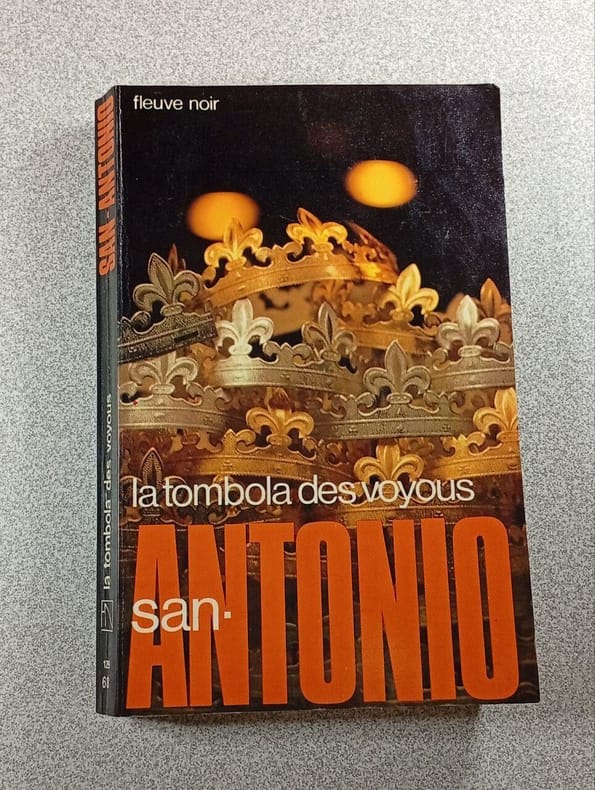 fleuve noir
la tombola des voyous
san-
ANTONIO
SAN-ANTONIO
la tombola des voyous